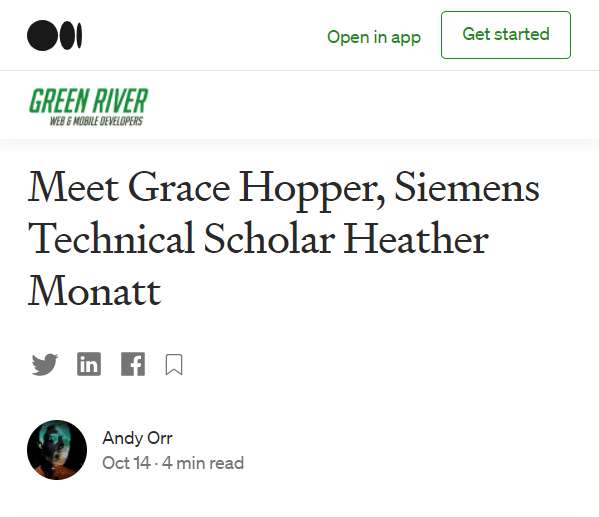 Open in app
Get started
GREEN RIVER
WEB & MOBILE DEVELOPERS
Meet Grace Hopper, Siemens
Technical Scholar Heather
Monatt
Andy Orr
Oct 14 · 4 min read